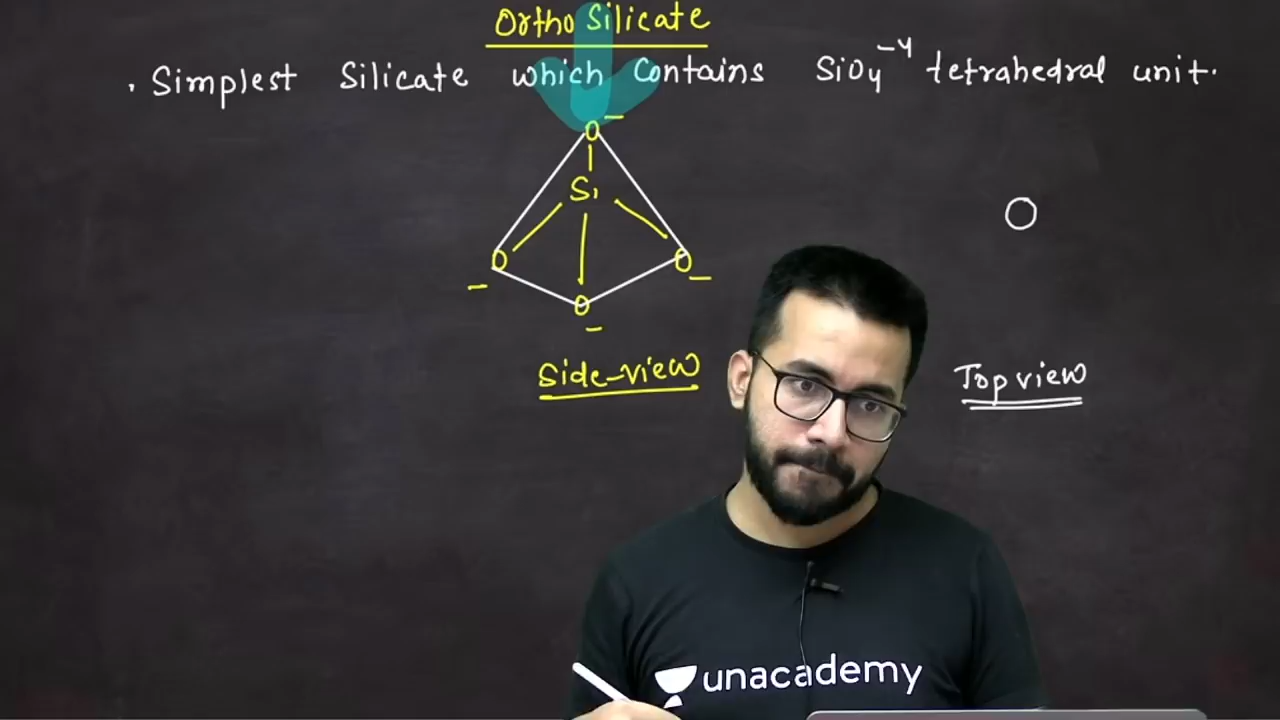 Ortho Silicate
. Simplest Silicate which Contains SiO4^-4 tetrahedral unit.
O–
Si
O– O– O–
O
Side-view
Top view
unacademy